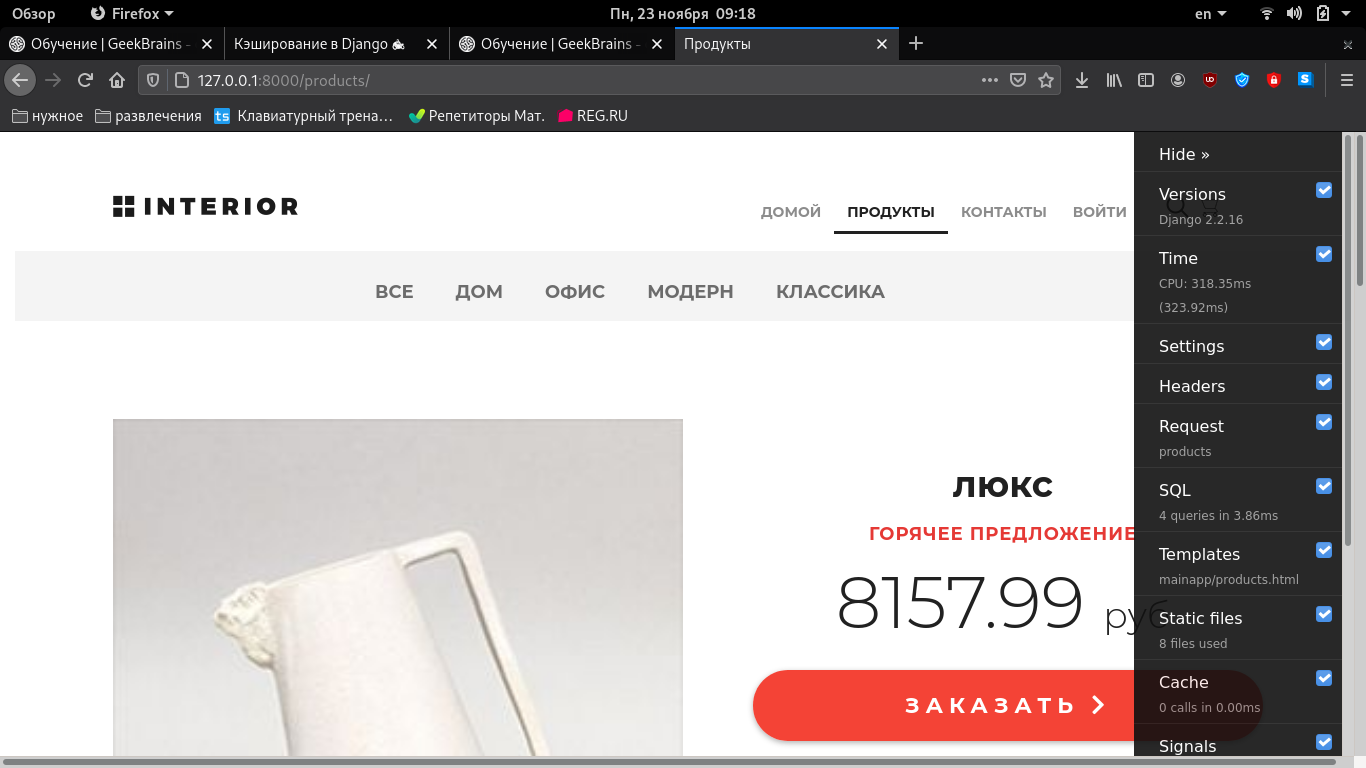 Обзор Firefox Пн, 23 ноября 09:18 en
Обучение | GeekBrains - Кэширование в Django Обучение | GeekBrains - Продукты
127.0.0.1:8000/products/
нужное развлечения ts Клавиатурный трена… Репетиторы Мат. REG.RU
Hide »
INTERIOR
ДОМОЙ ПРОДУКТЫ КОНТАКТЫ ВОЙТИ
Versions
Django 2.2.16
ВСЕ ДОМ ОФИС МОДЕРН КЛАССИКА
Time
CPU: 318.35ms
(323.92ms)
Settings
Headers
Request
products
ЛЮКС
ГОРЯЧЕЕ ПРЕДЛОЖЕНИЕ
8157.99 руб
ЗАКАЗАТЬ
SQL
4 queries in 3.86ms
Templates
mainapp/products.html
Static files
8 files used
Cache
0 calls in 0.00ms
Signals